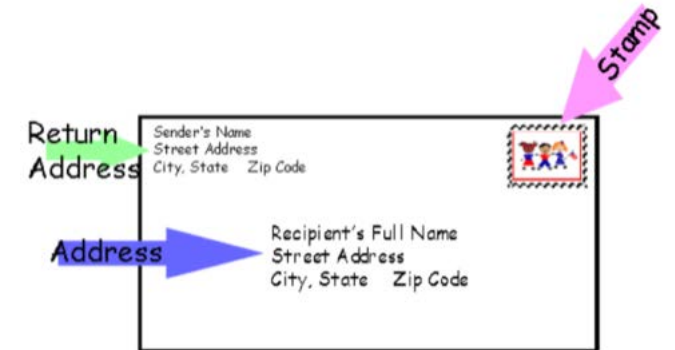 Stamp
Return
Address
Sender's Name
Street Address
City, State Zip Code
Address
Recipient's Full Name
Street Address
City, State Zip Code